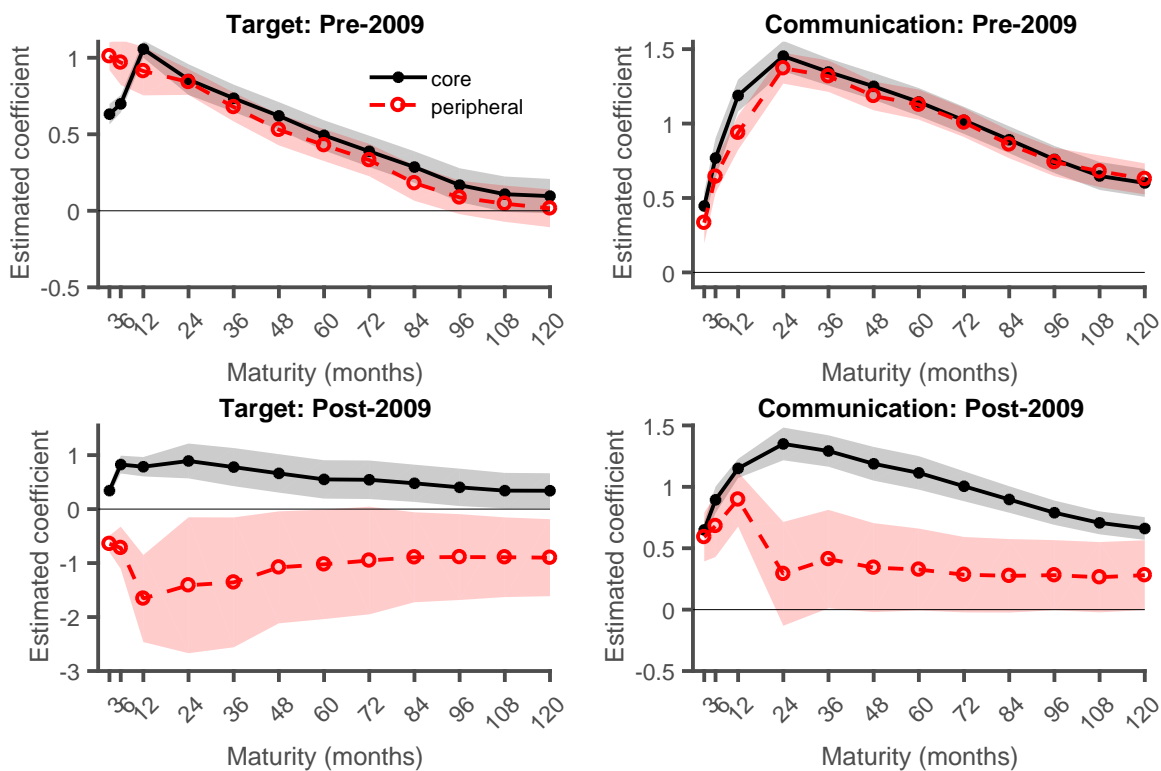 Target: Pre-2009
Estimated coefficient
1
0.5
0
-0.5
core
peripheral
3 6 12 24 36 48 60 72 84 96 108 120
Maturity (months)
Communication: Pre-2009
Estimated coefficient
1.5
1
0.5
0
3 6 12 24 36 48 60 72 84 96 108 120
Maturity (months)
Target: Post-2009
Estimated coefficient
1
0
-1
-2
-3
3 6 12 24 36 48 60 72 84 96 108 120
Maturity (months)
Communication: Post-2009
Estimated coefficient
1.5
1
0.5
0
-0.5
3 6 12 24 36 48 60 72 84 96 108 120
Maturity (months)